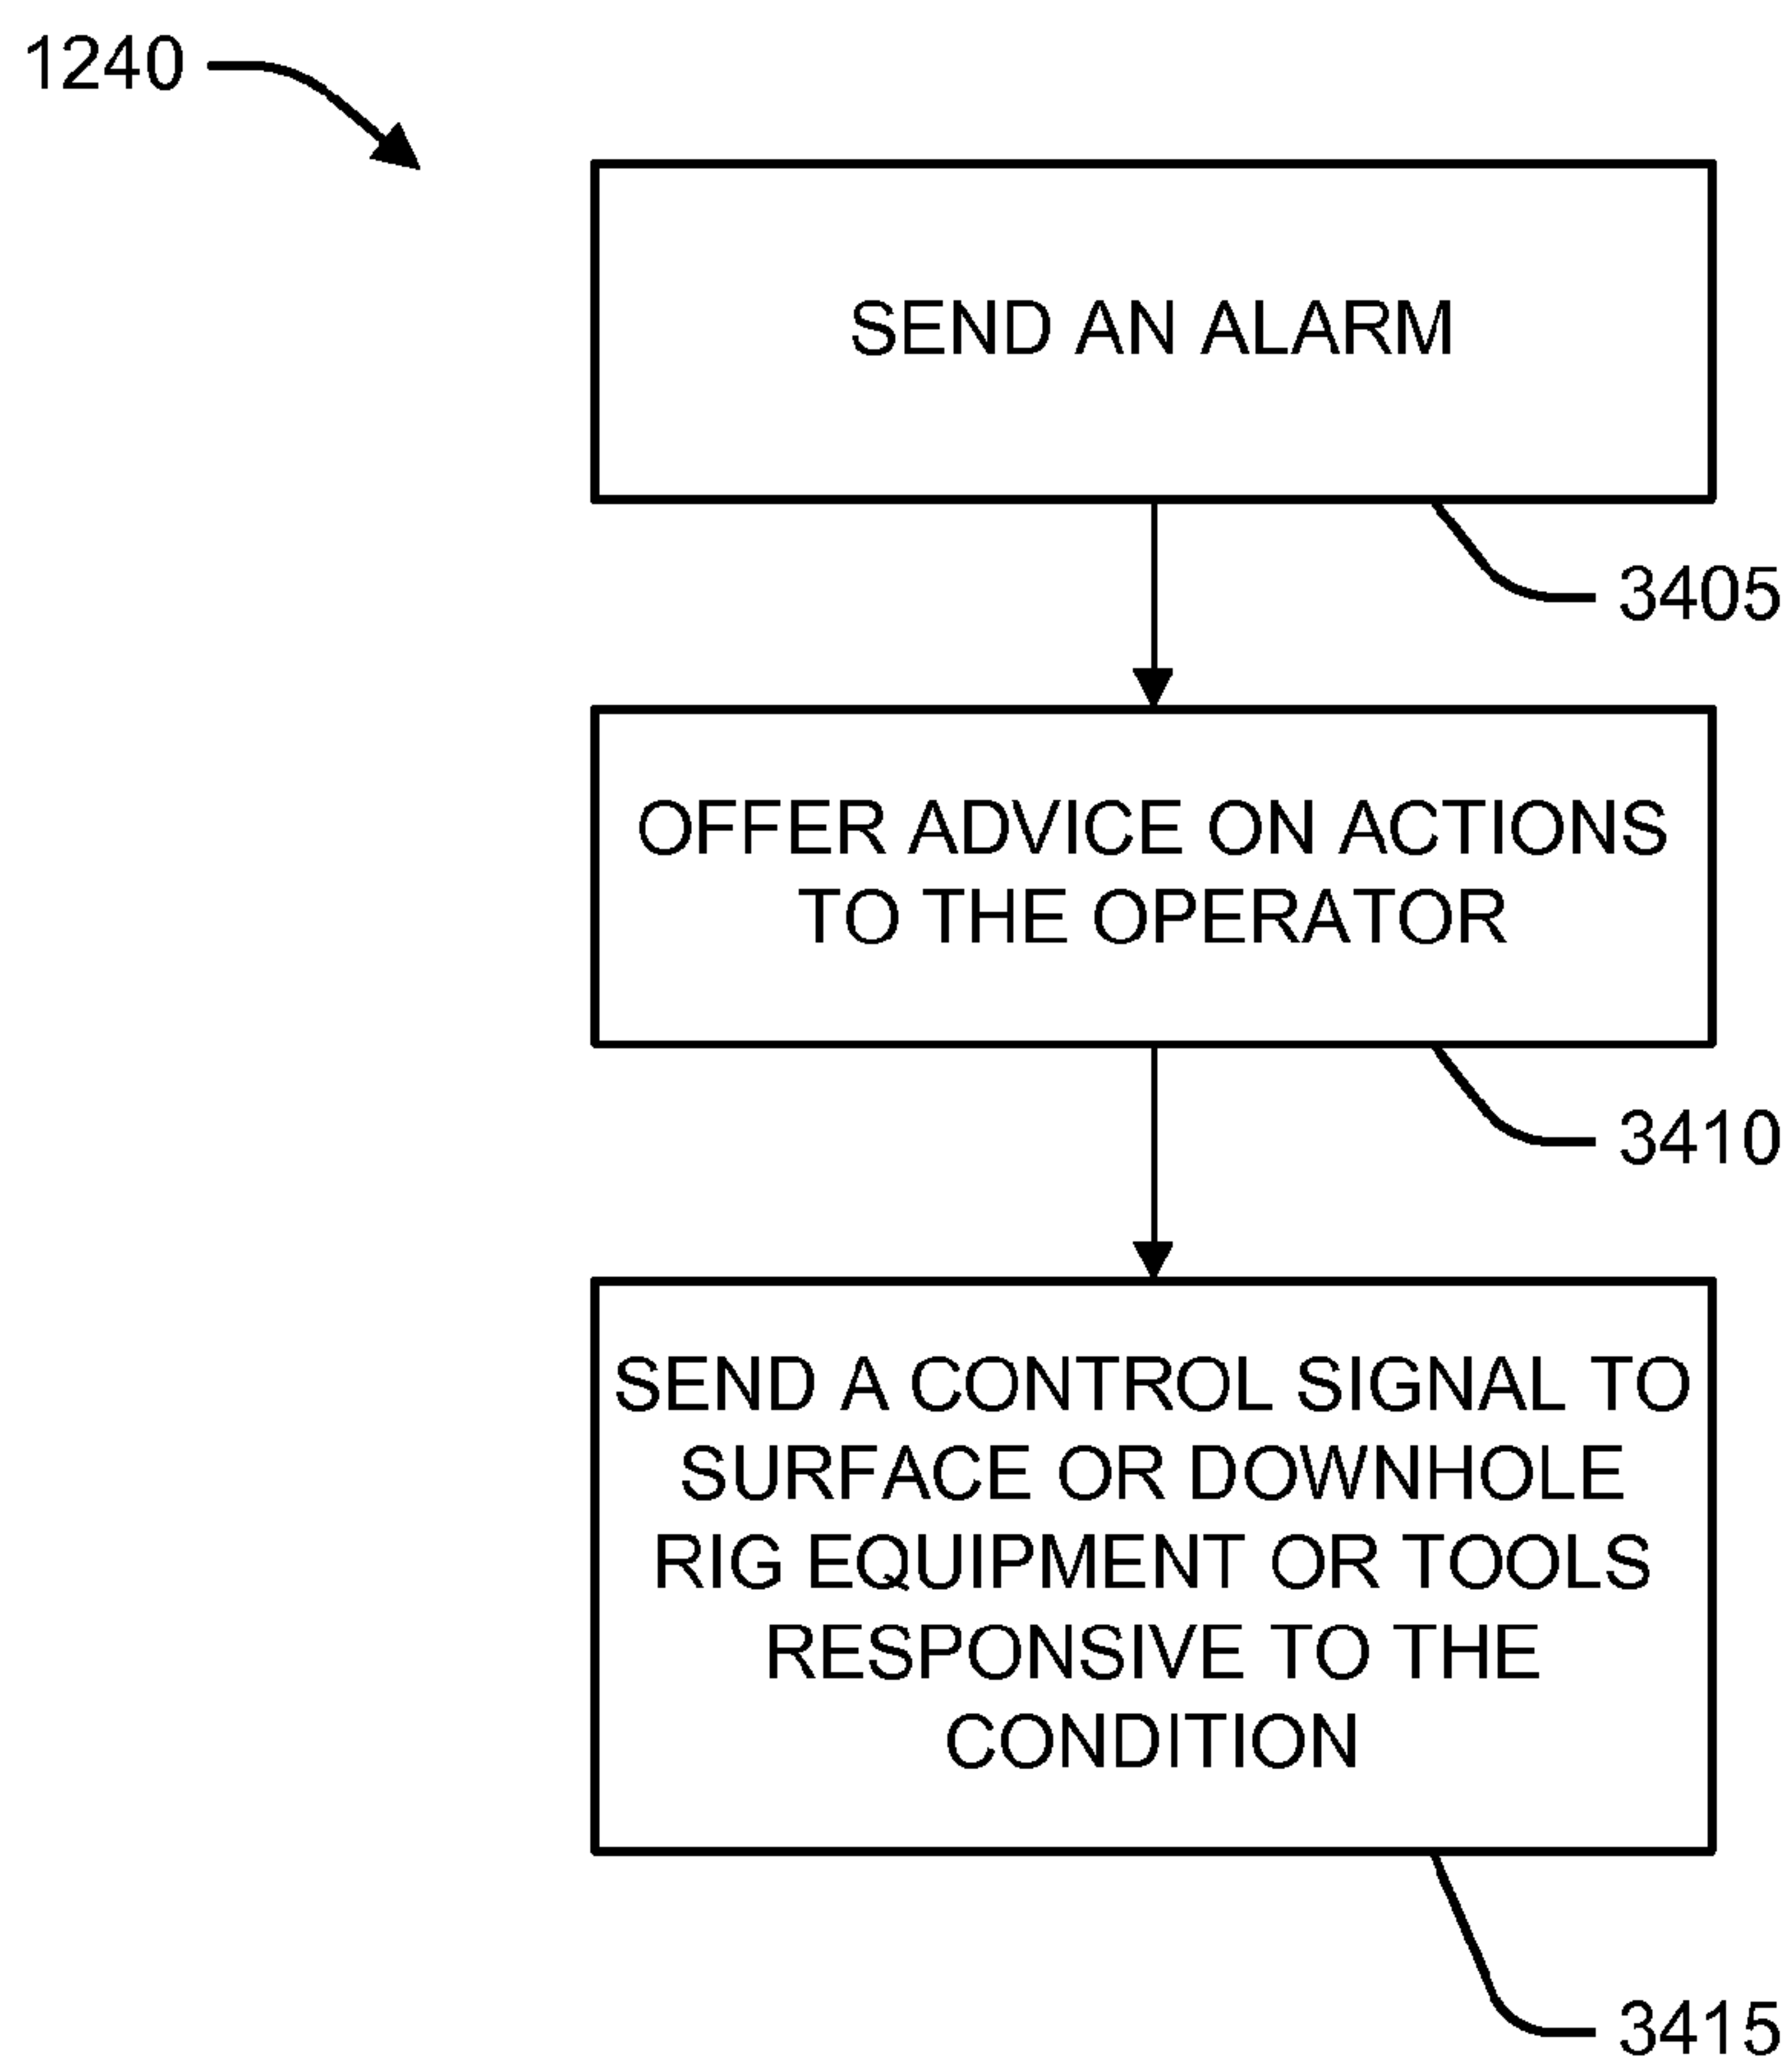 1240
SEND AN ALARM
3405
OFFER ADVICE ON ACTIONS
TO THE OPERATOR
3410
SEND A CONTROL SIGNAL TO
SURFACE OR DOWNHOLE
RIG EQUIPMENT OR TOOLS
RESPONSIVE TO THE
CONDITION
3415